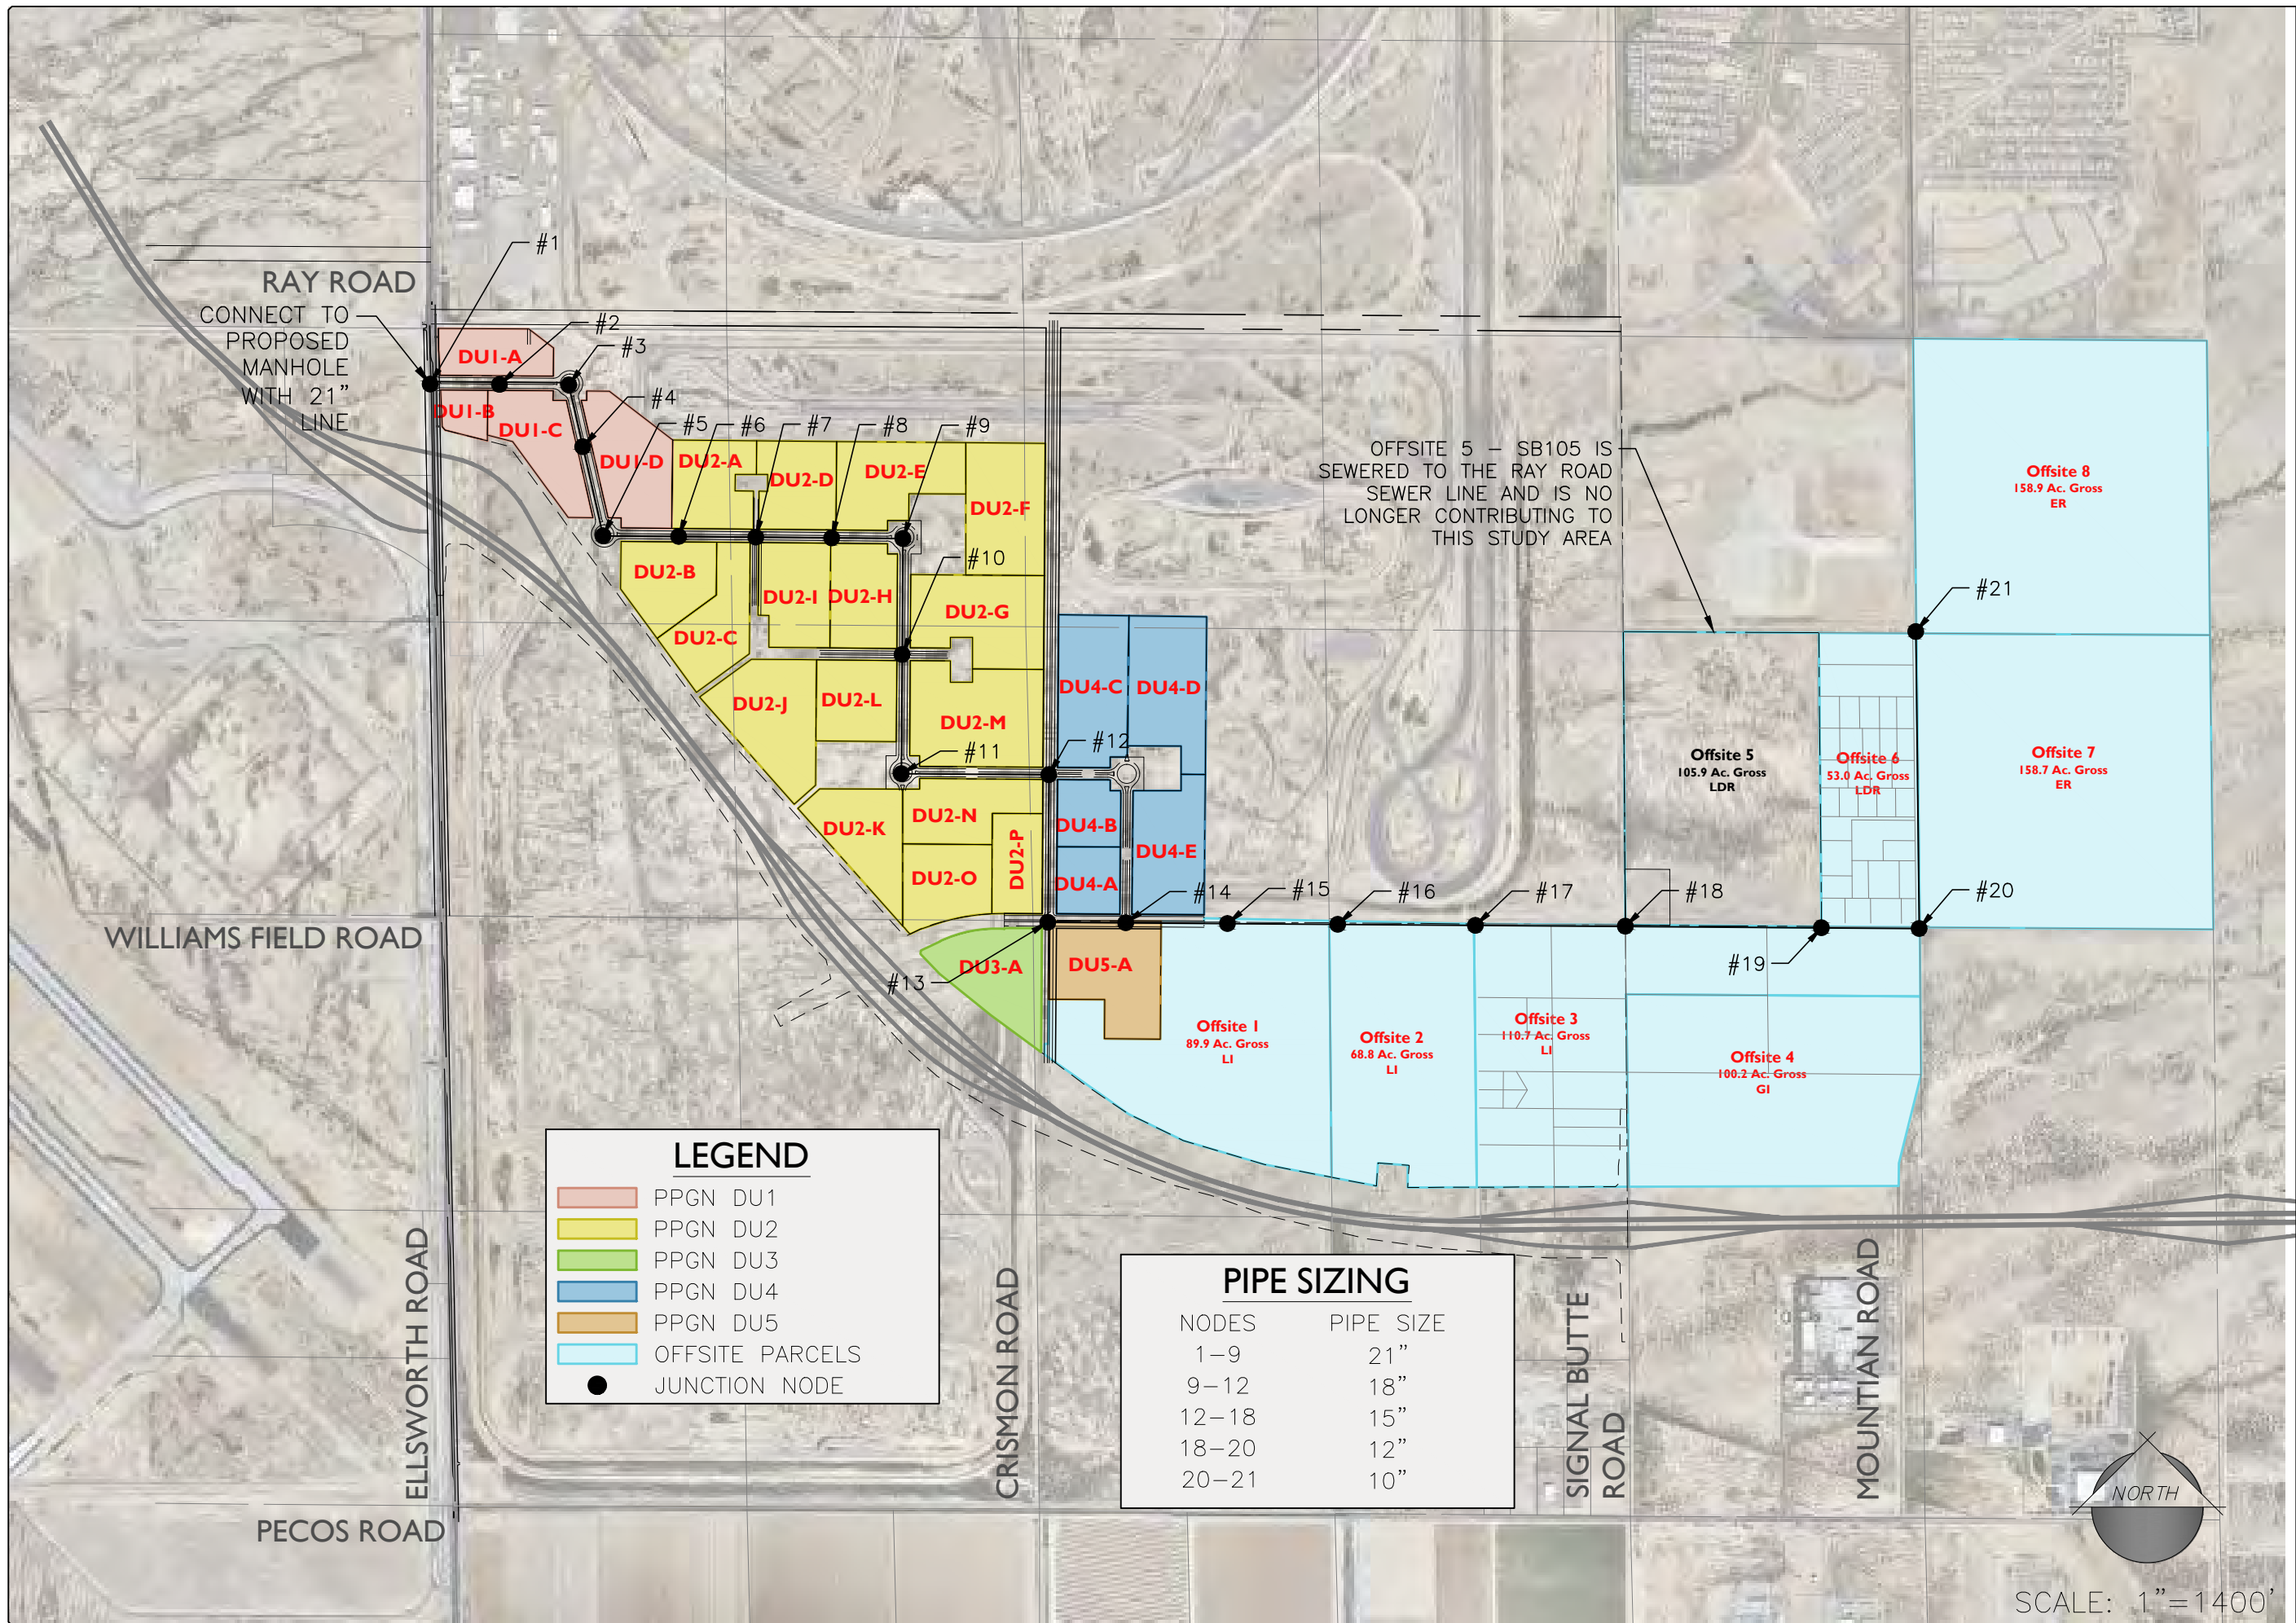 #1
RAY ROAD
CONNECT TO
PROPOSED
MANHOLE
WITH 21"
LINE
#2
#3
DU1-A
#4
DU1-B
DU1-C
DU1-D
#5
#6
#7
#8
#9
DU2-A
DU2-D
DU2-E
DU2-F
OFFSITE 5 – SB105 IS
SEWERED TO THE RAY ROAD
SEWER LINE AND IS NO
LONGER CONTRIBUTING TO
THIS STUDY AREA
Offsite 8
158.9 Ac. Gross
ER
DU2-B
DU2-I
DU2-H
#10
DU2-G
DU2-C
#21
DU2-J
DU2-L
DU2-M
DU4-C
DU4-D
#11
#12
Offsite 5
105.9 Ac. Gross
LDR
Offsite 6
53.0 Ac. Gross
LDR
Offsite 7
158.7 Ac. Gross
ER
DU2-K
DU2-N
DU2-P
DU4-B
DU4-E
DU2-O
DU4-A
#14
#15
#16
#17
#18
#20
WILLIAMS FIELD ROAD
#13
DU3-A
DU5-A
#19
Offsite 1
89.9 Ac. Gross
LI
Offsite 2
68.8 Ac. Gross
LI
Offsite 3
110.7 Ac. Gross
LI
Offsite 4
100.2 Ac. Gross
GI
LEGEND
PPGN DU1
PPGN DU2
PPGN DU3
PPGN DU4
PPGN DU5
OFFSITE PARCELS
JUNCTION NODE
PIPE SIZING
NODES PIPE SIZE
1–9 21"
9–12 18"
12–18 15"
18–20 12"
20–21 10"
ELLSWORTH ROAD
CRISMON ROAD
SIGNAL BUTTE
ROAD
MOUNTIAN ROAD
PECOS ROAD
NORTH
SCALE: 1"=1400'